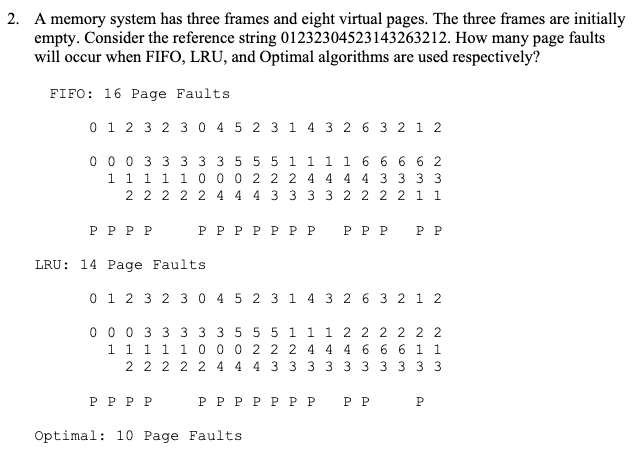 2. A memory system has three frames and eight virtual pages. The three frames are initially
empty. Consider the reference string 01232304523143263212. How many page faults
will occur when FIFO, LRU, and Optimal algorithms are used respectively?
FIFO: 16 Page Faults
0 1 2 3 2 3 0 4 5 2 3 1 4 3 2 6 3 2 1 2
0 0 0 3 3 3 3 3 5 5 5 1 1 1 1 6 6 6 6 2
1 1 1 1 1 0 0 0 2 2 2 4 4 4 4 3 3 3 3
2 2 2 2 2 4 4 4 3 3 3 3 2 2 2 2 1 1
P P P P P P P P P P P P P P P P
LRU: 14 Page Faults
0 1 2 3 2 3 0 4 5 2 3 1 4 3 2 6 3 2 1 2
0 0 0 3 3 3 3 3 5 5 5 1 1 1 2 2 2 2 2 2
1 1 1 1 1 0 0 0 2 2 2 4 4 4 6 6 6 1 1
2 2 2 2 2 4 4 4 3 3 3 3 3 3 3 3 3 3
P P P P P P P P P P P P P P
Optimal: 10 Page Faults